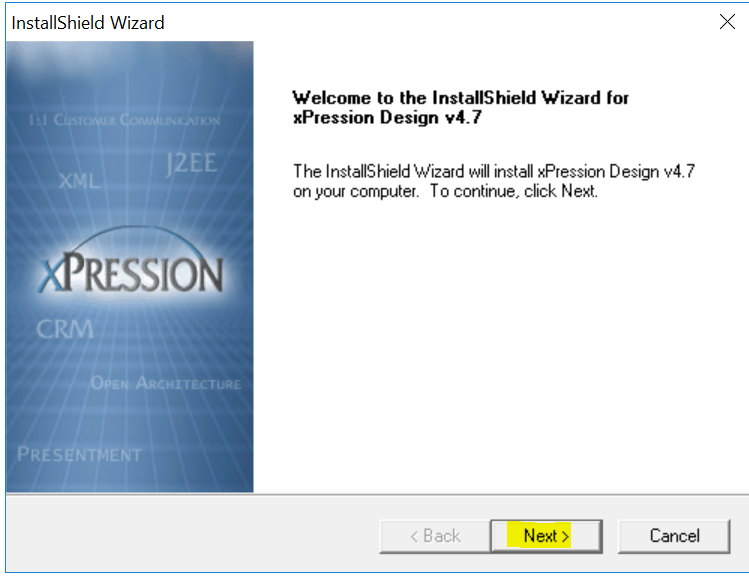 InstallShield Wizard
1:1 Customer Communication
J2EE
XML
xPression
CRM
Open Architecture
Presentment
Welcome to the InstallShield Wizard for
xPression Design v4.7
The InstallShield Wizard will install xPression Design v4.7
on your computer. To continue, click Next.
< Back
Next >
Cancel